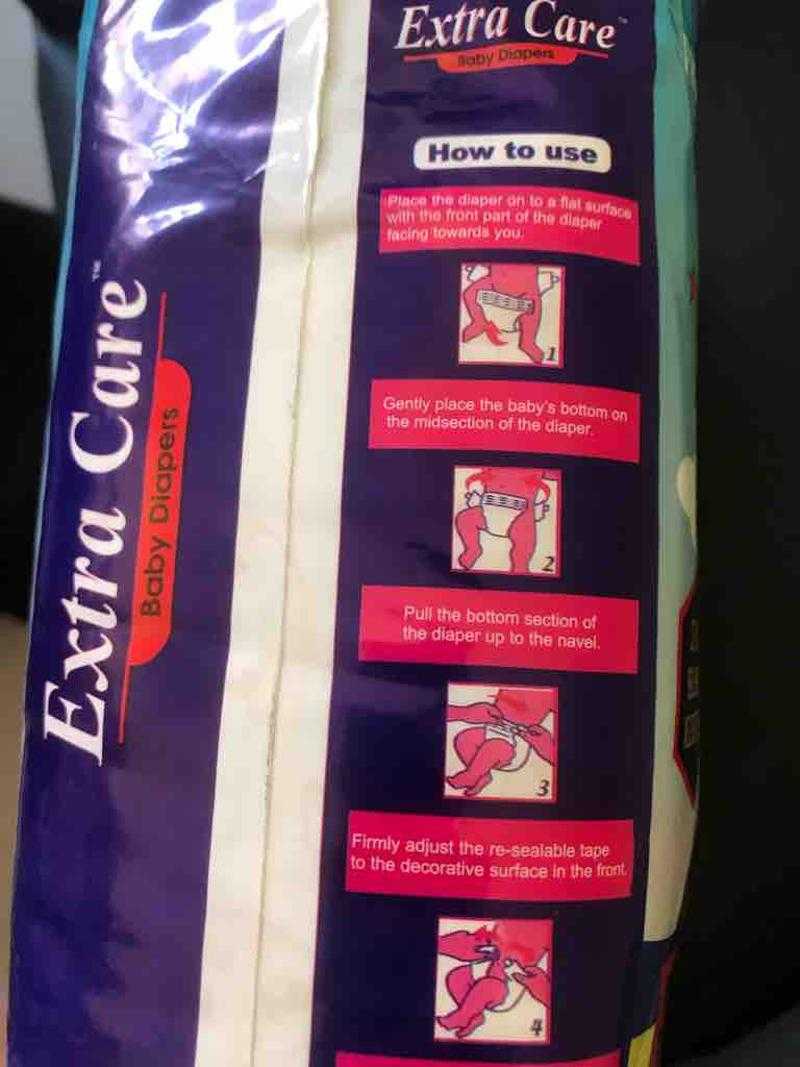 Extra Care™
Baby Diapers
How to use
Place the diaper on to a flat surface
with the front part of the diaper
facing towards you.
1
Gently place the baby's bottom on
the midsection of the diaper.
2
Pull the bottom section of
the diaper up to the navel.
3
Firmly adjust the re-sealable tape
to the decorative surface in the front.
4
Extra Care™
Baby Diapers